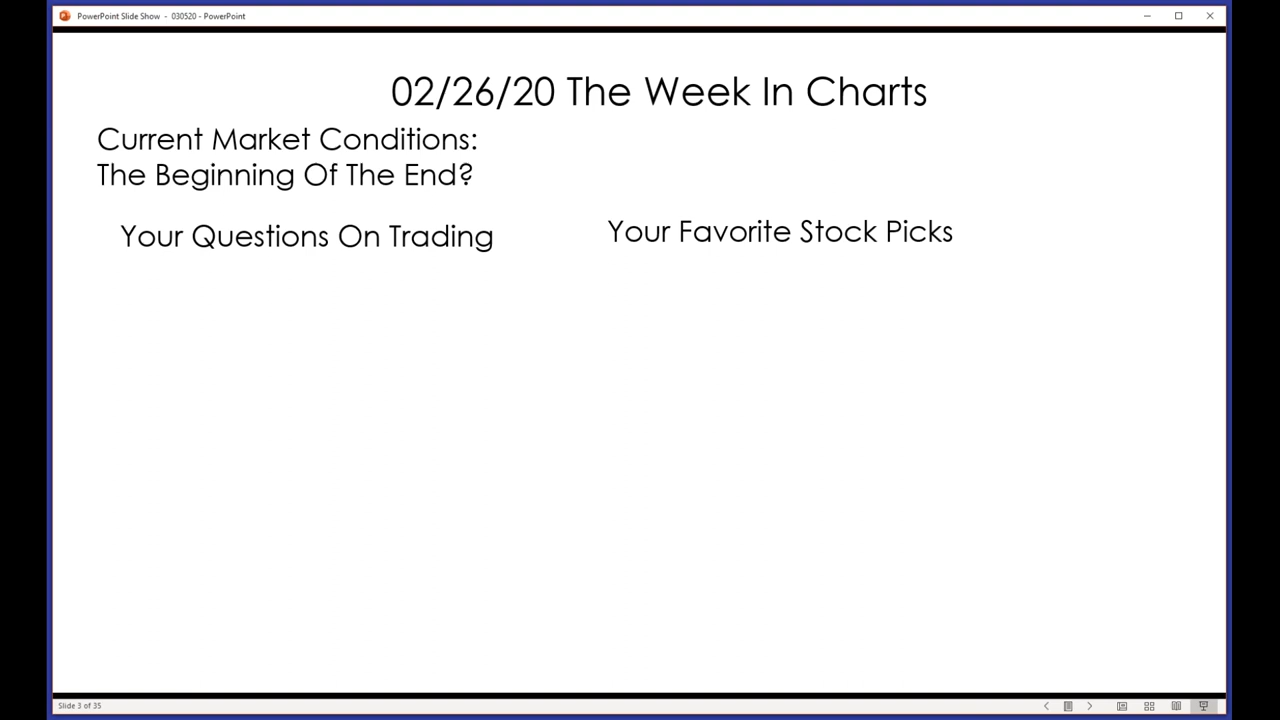 PowerPoint Slide Show - 030520 - PowerPoint
02/26/20 The Week In Charts
Current Market Conditions:
The Beginning Of The End?
Your Questions On Trading
Your Favorite Stock Picks
Slide 3 of 35